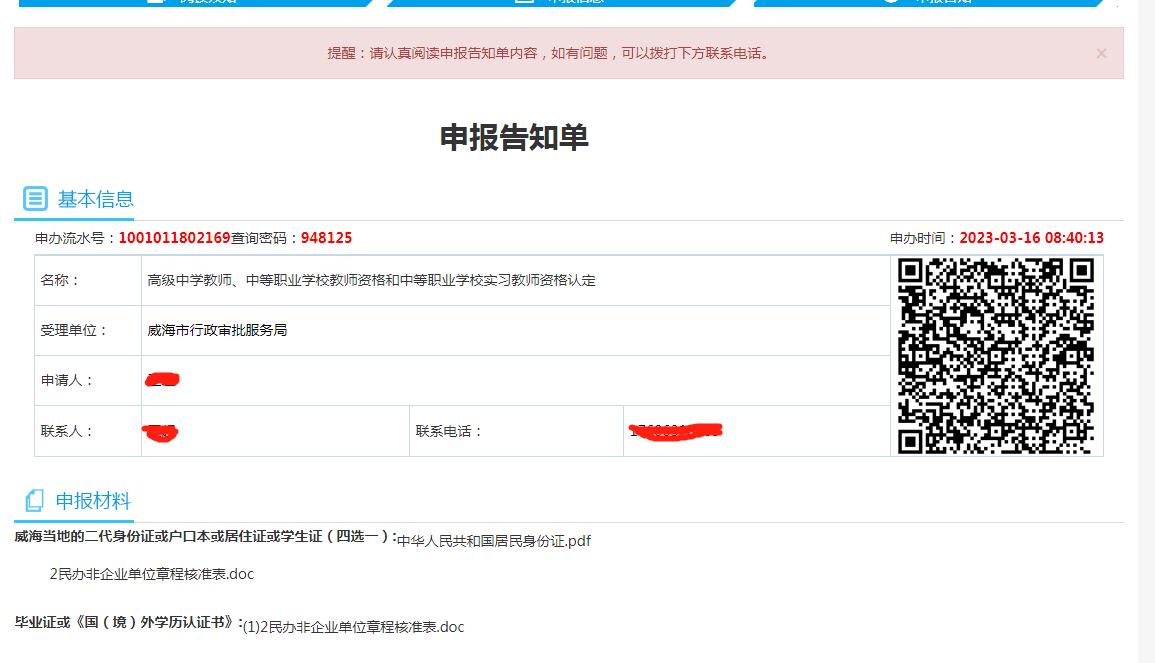 提醒：请认真阅读申报告知单内容，如有问题，可以拨打下方联系电话。 ×
申报告知单
基本信息
申办流水号：1001011802169查询密码：948125 申办时间：2023-03-16 08:40:13
名称： 高级中学教师、中等职业学校教师资格和中等职业学校实习教师资格认定
受理单位： 威海市行政审批服务局
申请人：
联系人： 联系电话：
申报材料
威海当地的二代身份证或户口本或居住证或学生证（四选一）:中华人民共和国居民身份证.pdf
2民办非企业单位章程核准表.doc
毕业证或《国（境）外学历认证书》:(1)2民办非企业单位章程核准表.doc